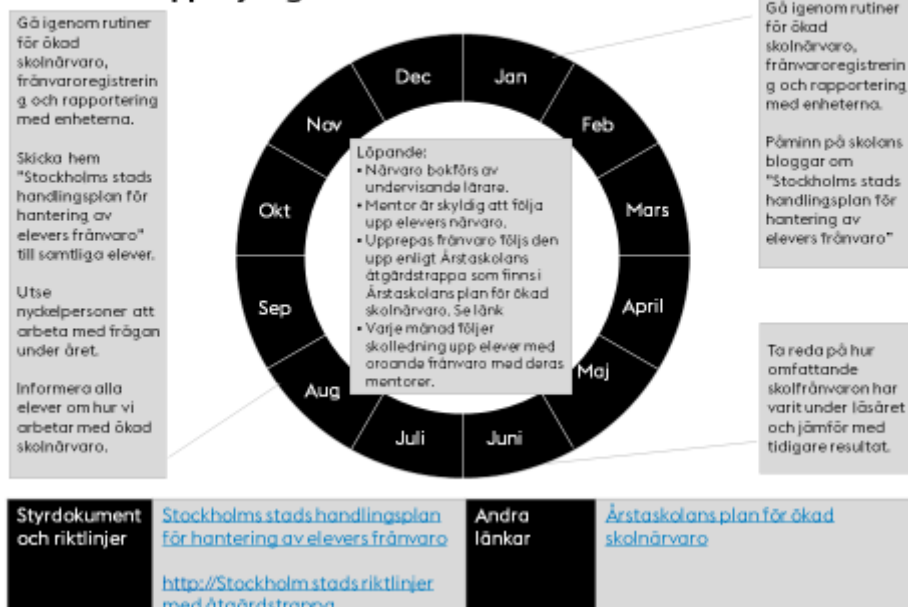 Gå igenom rutiner
för ökad
skolnärvaro,
frånvaroregistrerin
g och rapportering
med enheterna.
Skicka hem
"Stockholms stads
handlingsplan för
hantering av
elevers frånvaro"
till samtliga elever.
Utse
nyckelpersoner att
arbeta med frågan
under året.
Informera alla
elever om hur vi
arbetar med ökad
skolnärvaro.
Dec
Jan
Nov
Feb
Okt
Mars
Sep
April
Aug
Maj
Juli
Juni
Löpande:
• Närvaro bokförs av
undervisande lärare.
• Mentor är skyldig att följa
upp elevers närvaro.
• Upprepas frånvaro följs den
upp enligt Årstaskolans
åtgärdstrappa som finns i
Årstaskolans plan för ökad
skolnärvaro. Se länk
• Varje månad följer
skolledning upp elever med
oroande frånvaro med deras
mentorer.
Gå igenom rutiner
för ökad
skolnärvaro,
frånvaroregistrerin
g och rapportering
med enheterna.
Påminn på skolans
bloggar om
"Stockholms stads
handlingsplan för
hantering av
elevers frånvaro"
Ta reda på hur
omfattande
skolfrånvaron har
varit under läsåret
och jämför med
tidigare resultat.
Styrdokument
och riktlinjer
Stockholms stads handlingsplan
för hantering av elevers frånvaro
http://Stockholm stads riktlinjer
med åtgärdstrappa
Andra
länkar
Årstaskolans plan för ökad
skolnärvaro